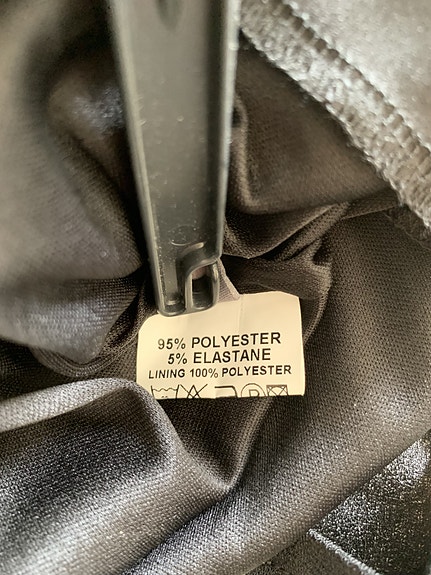 95% POLYESTER
5% ELASTANE
LINING 100% POLYESTER